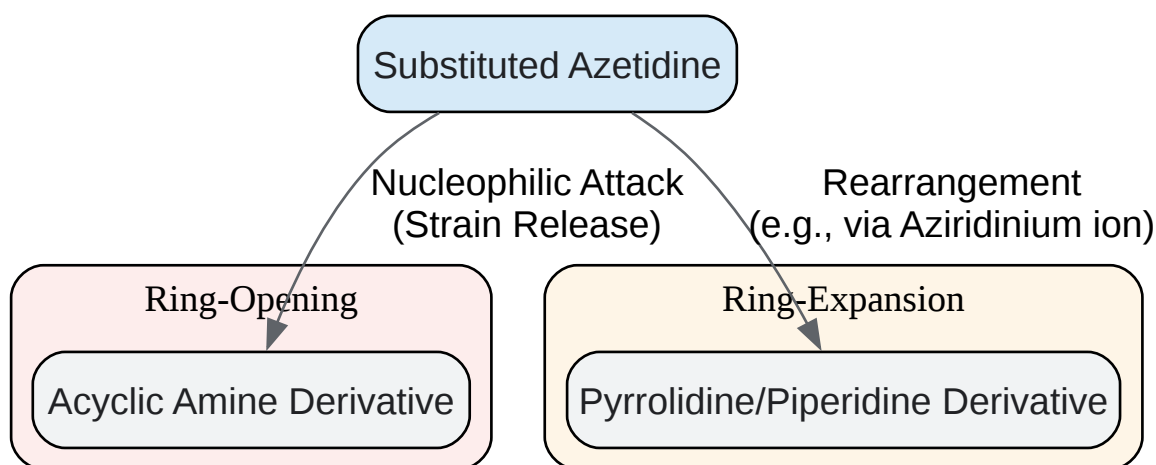 Substituted Azetidine
Nucleophilic Attack
(Strain Release)
Rearrangement
(e.g., via Aziridinium ion)
Ring-Opening
Ring-Expansion
Acyclic Amine Derivative
Pyrrolidine/Piperidine Derivative